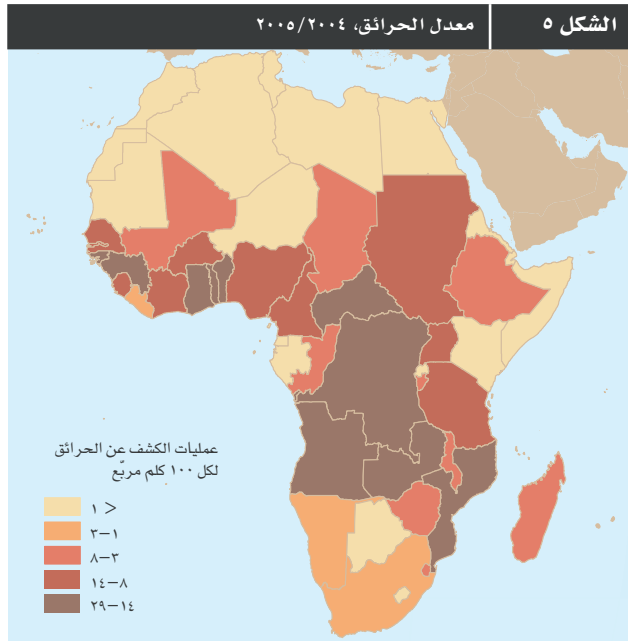 الشكل ٥
معدل الحرائق، ٢٠٠٥/٢٠٠٤
عمليات الكشف عن الحرائق
لكل ١٠٠ كلم مربّع
١ >
٣–١
٨–٣
١٤–٨
٢٩–١٤